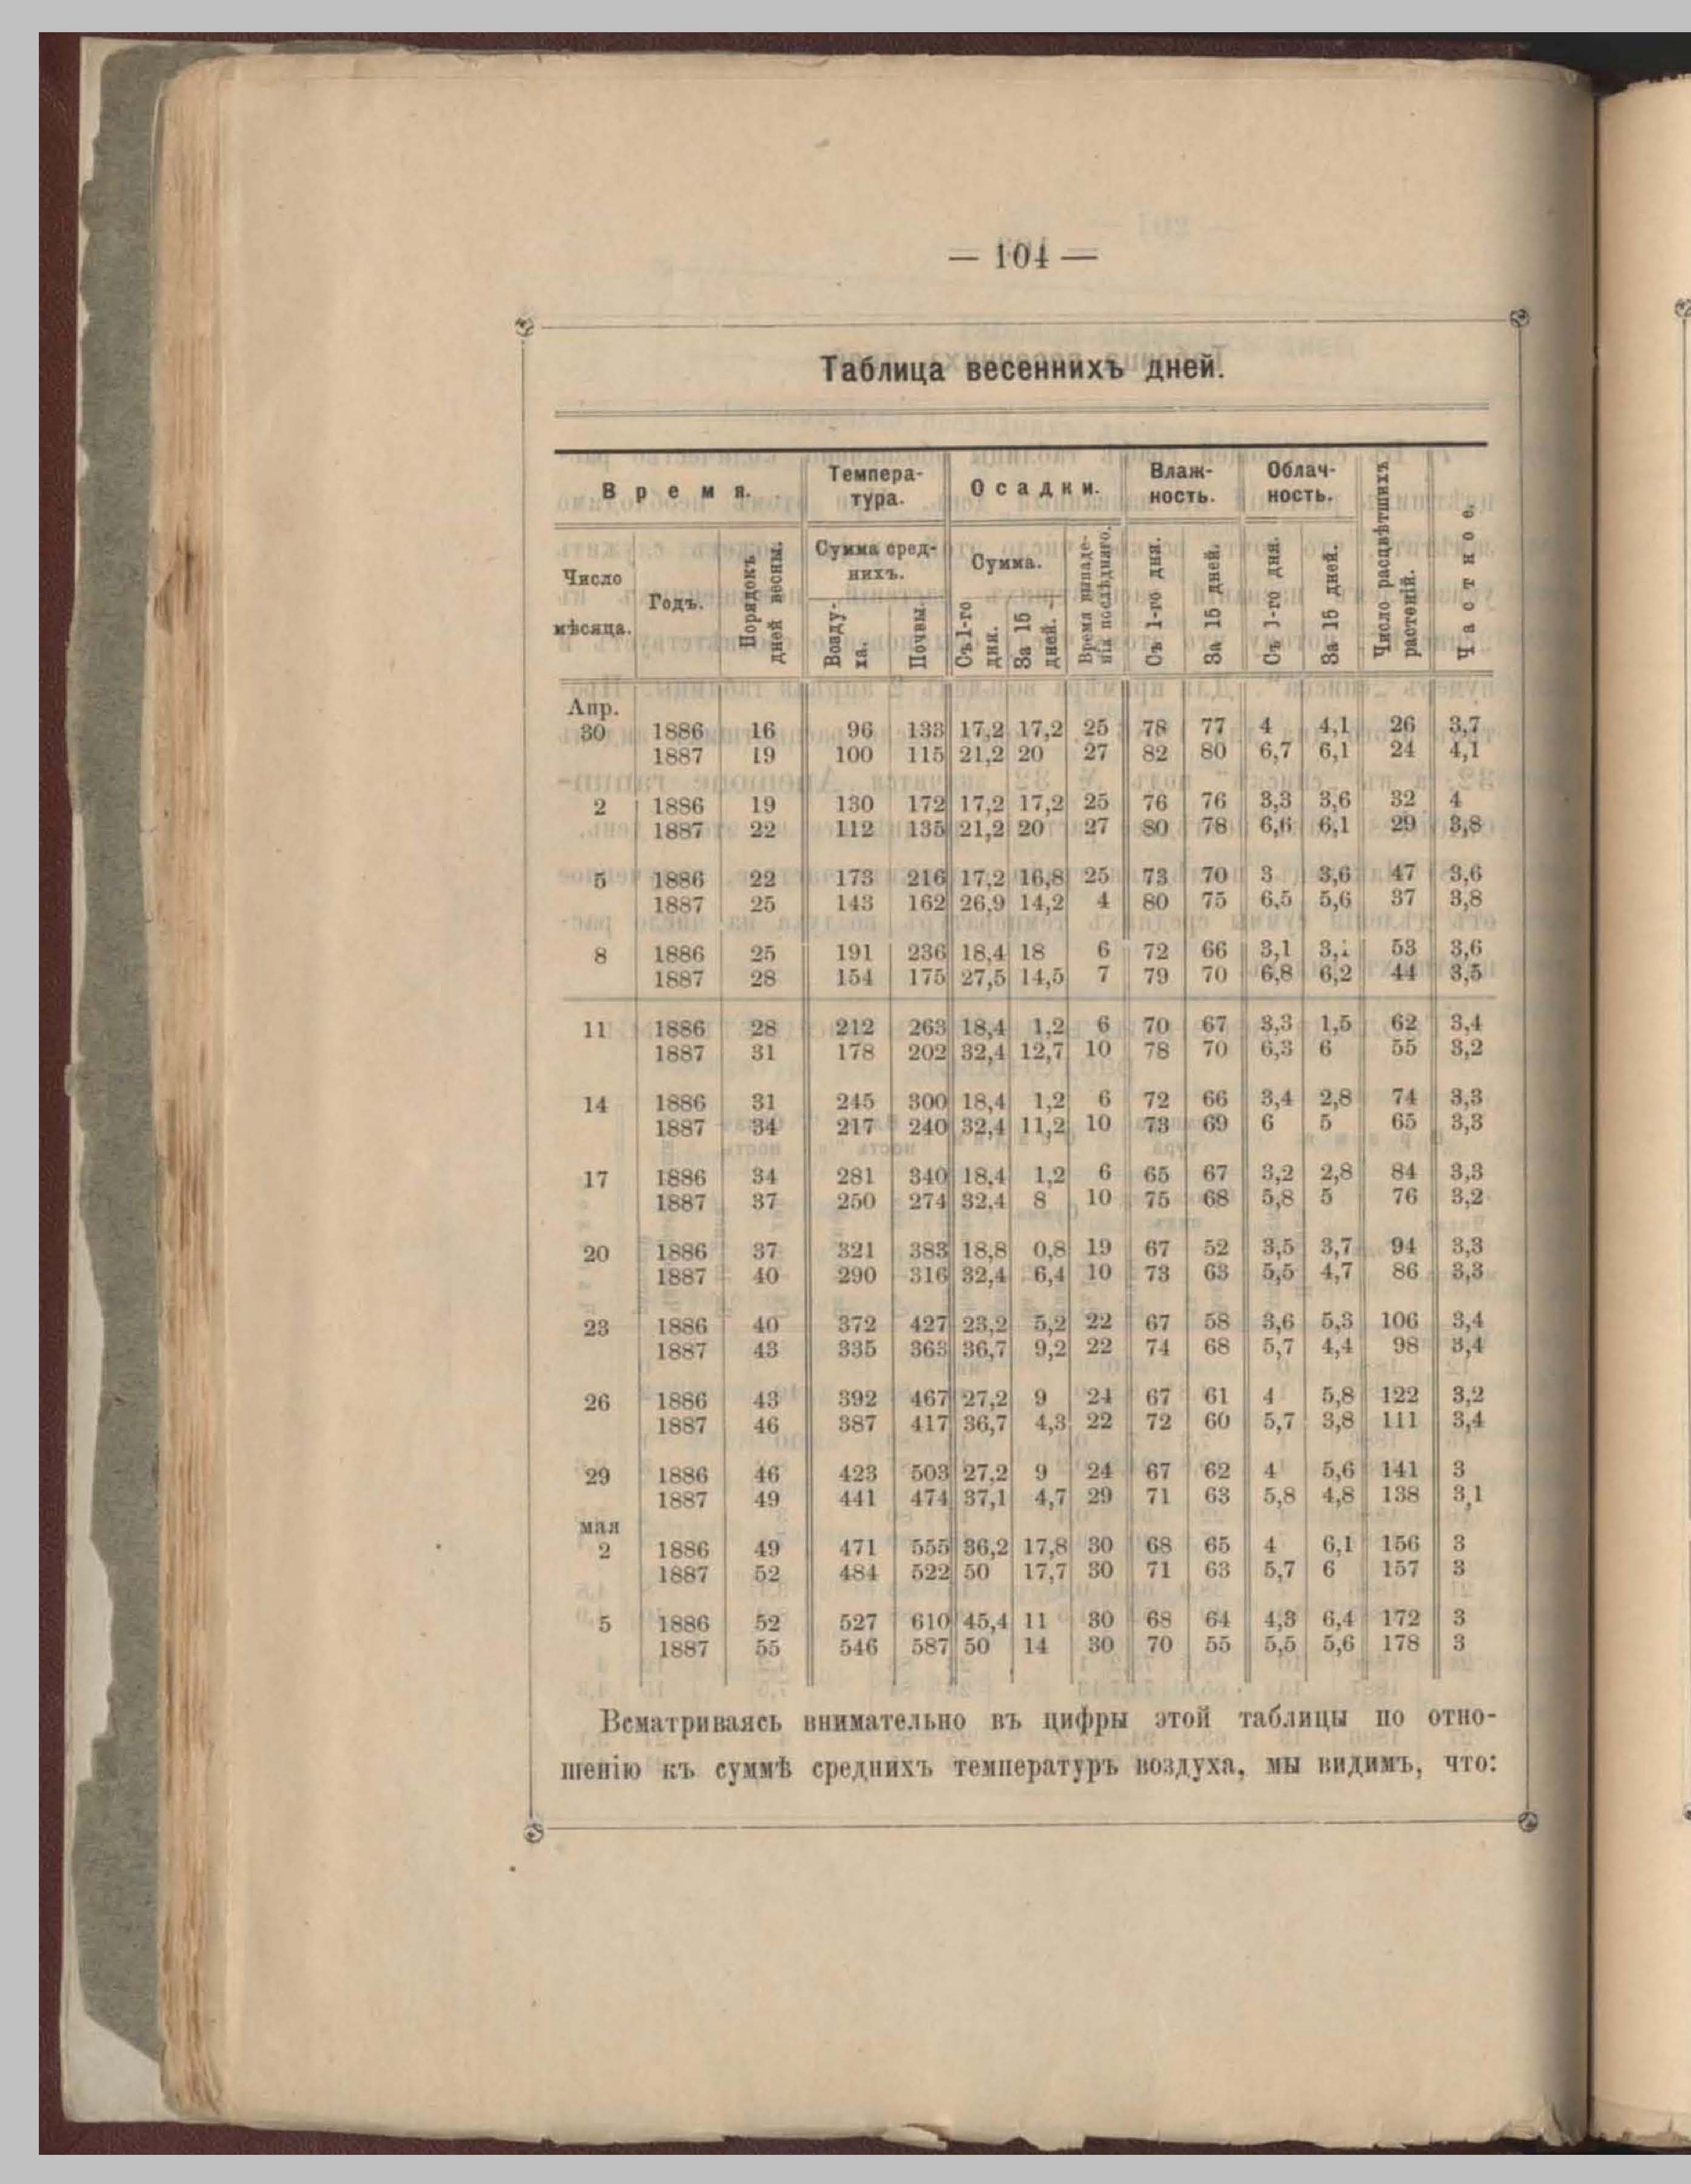 — 104 —
Таблица весеннихъ дней.
Время. Темпера- Осадки. Влаж- Облач- Число расцвѣтшихъ растеній. Частное.
тура. ность. ность.
Число мѣсяца. Годъ. Порядокъ дней весны. Сумма сред- Сумма. Время выпаде- нія послѣдняго. Съ 1-го дня. За 15 дней. Съ 1-го дня. За 15 дней.
нихъ.
Возду- ха. Почвы. Съ 1-го дня. За 15 дней.
Апр.
30 1886 16 96 133 17,2 17,2 25 78 77 4 4,1 26 3,7
1887 19 100 115 21,2 20 27 82 80 6,7 6,1 24 4,1
2 1886 19 130 172 17,2 17,2 25 76 76 3,3 3,6 32 4
1887 22 112 135 21,2 20 27 80 78 6,6 6,1 29 3,8
5 1886 22 173 216 17,2 16,8 25 73 70 3 3,6 47 3,6
1887 25 143 162 26,9 14,2 4 80 75 6,5 5,6 37 3,8
8 1886 25 191 236 18,4 18 6 72 66 3,1 53 3,6
1887 28 154 175 27,5 14,5 7 79 70 6,8 6,2 44 3,5
11 1886 28 212 263 18,4 1,2 6 70 67 3,3 1,5 62 3,4
1887 31 178 202 32,4 12,7 10 78 70 6,3 6 55 3,2
14 1886 31 245 300 18,4 1,2 6 72 66 3,4 2,8 74 3,3
1887 34 217 240 32,4 11,2 10 73 69 6 5 65 3,3
17 1886 34 281 340 18,4 1,2 6 65 67 3,2 2,8 84 3,3
1887 37 250 274 32,4 8 10 75 68 5,8 5 76 3,2
20 1886 37 321 383 18,8 0,8 19 67 52 3,5 3,7 94 3,3
1887 40 290 316 32,4 6,4 10 73 63 5,5 4,7 86 3,3
23 1886 40 372 427 23,2 5,2 22 67 58 3,6 5,3 106 3,4
1887 43 335 363 36,7 9,2 22 74 68 5,7 4,4 98 3,4
26 1886 43 392 467 27,2 9 24 67 61 4 5,8 122 3,2
1887 46 387 417 36,7 4,3 22 72 60 5,7 3,8 111 3,4
29 1886 46 423 503 27,2 9 24 67 62 4 5,6 141 3
1887 49 441 474 37,1 4,7 29 71 63 5,8 4,8 138 3,1
мая
2 1886 49 471 555 36,2 17,8 30 68 65 4 6,1 156 3
1887 52 484 522 50 17,7 30 71 63 5,7 6 157 3
5 1886 52 527 610 45,4 11 30 68 64 4,3 6,4 172 3
1887 55 546 587 50 14 30 70 55 5,5 5,6 178 3
Всматриваясь внимательно въ цифры этой таблицы по отно-
шенію къ суммѣ среднихъ температуръ воздуха, мы видимъ, что: